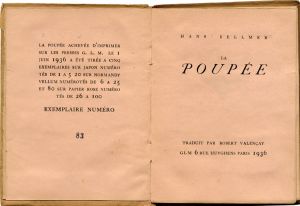 LA POUPÉE ACHEVÉE D'IMPRIMER
SUR LES PRESSES G. L. M. LE 1
JUIN 1936 A ÉTÉ TIRÉE A CINQ
EXEMPLAIRES SUR JAPON NUMÉRO
TÉS DE 1 A 5 20 SUR NORMANDY
VELLUM NUMÉROTÉS DE 6 A 25
ET 80 SUR PAPIER ROSE NUMÉRO
TÉS DE 26 A 100
EXEMPLAIRE NUMÉRO
83
HANS BELLMER
LA
POUPÉE
TRADUIT PAR ROBERT VALENÇAY
GLM 6 RUE HUYGHENS PARIS 1936